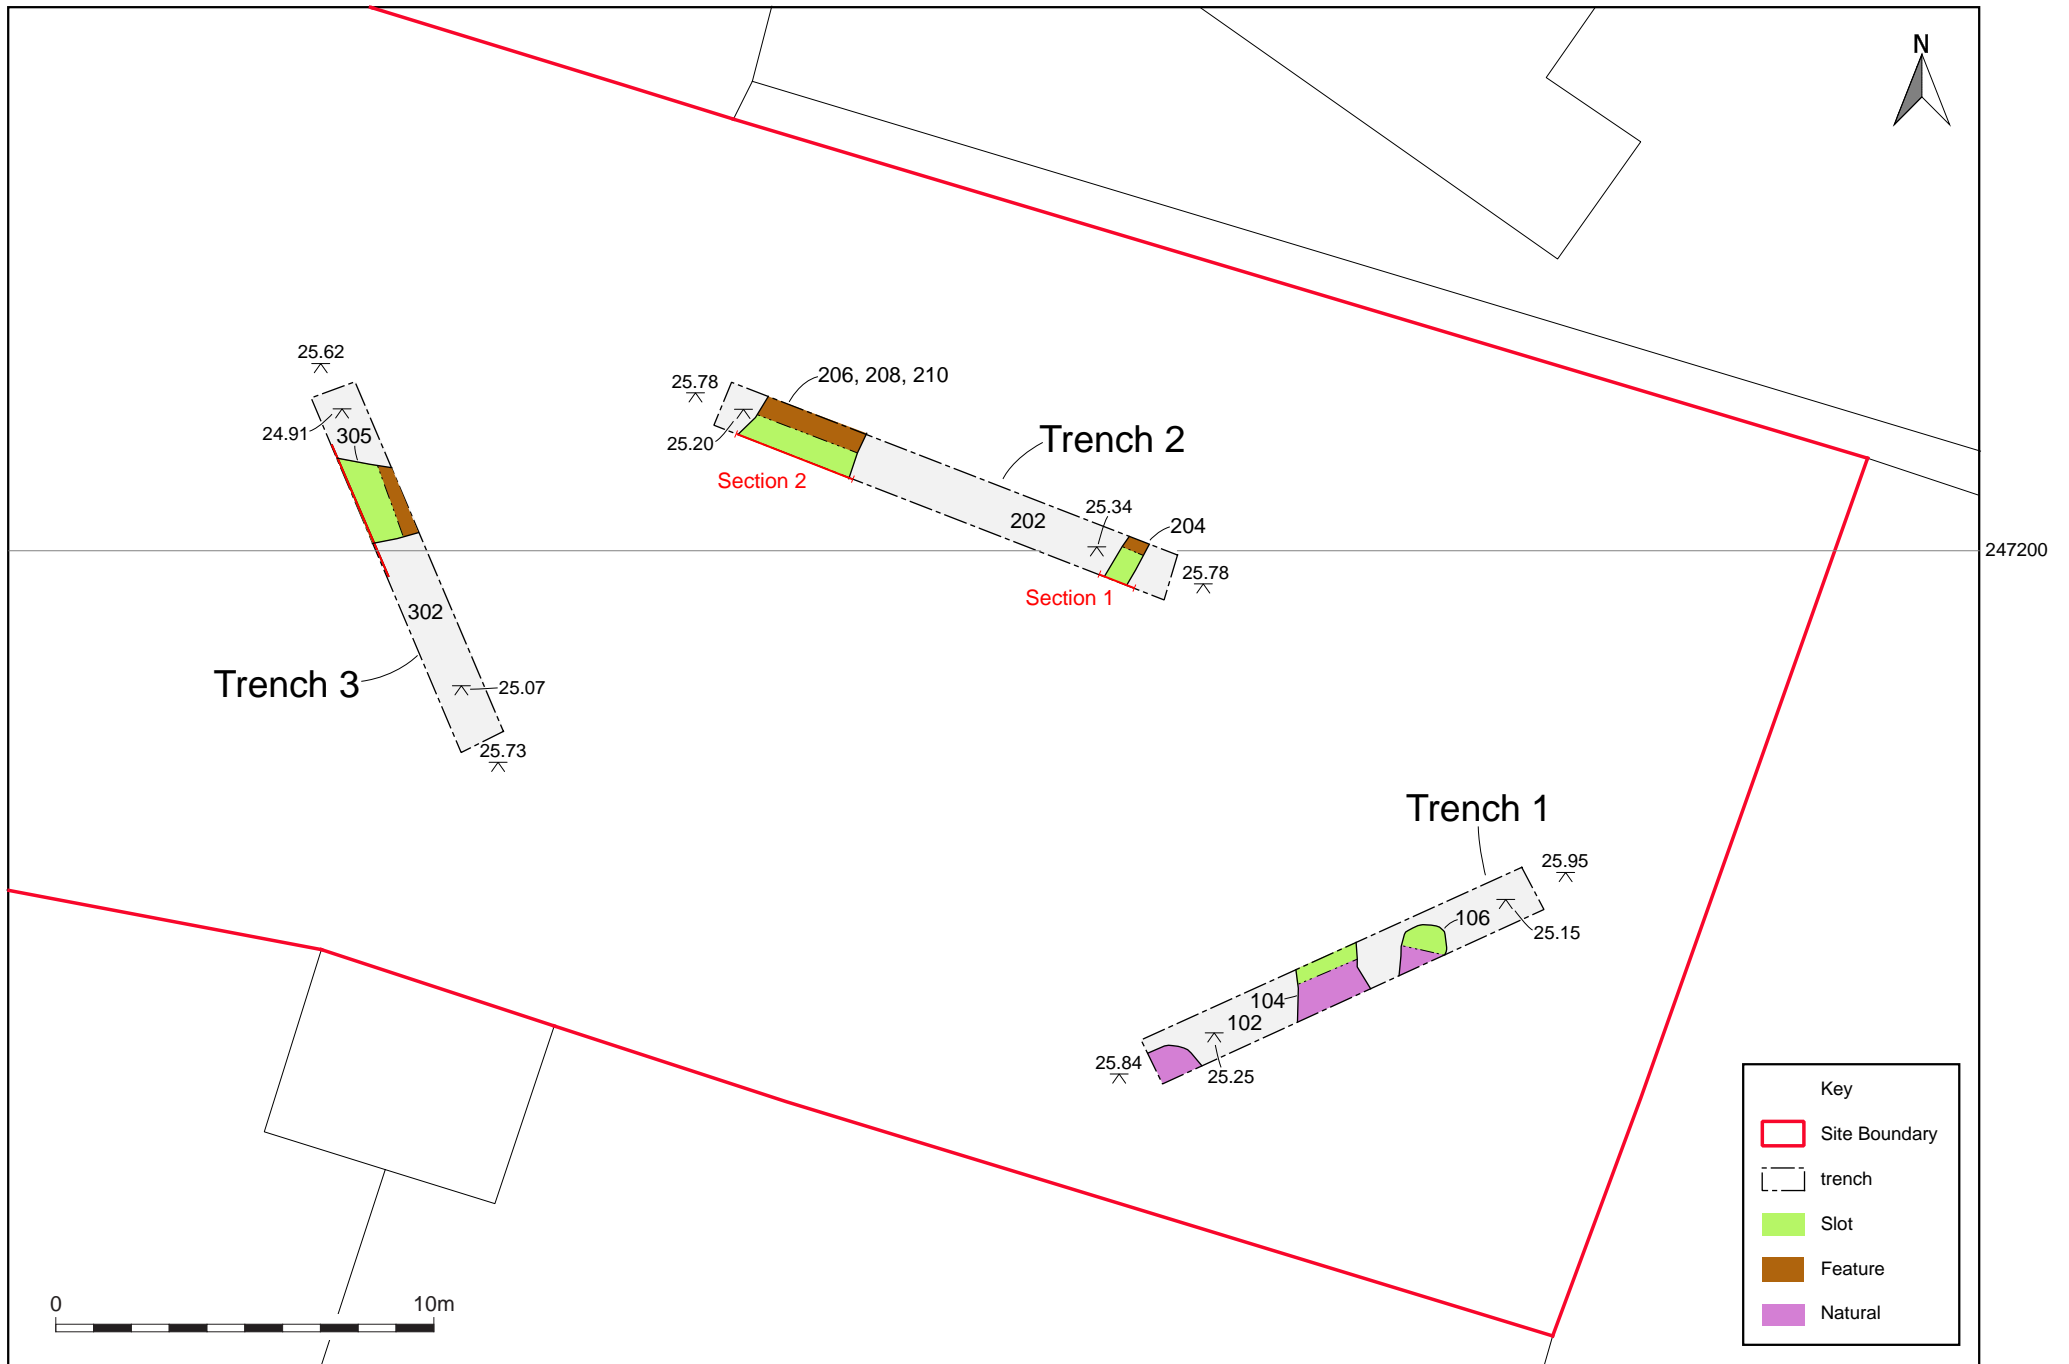 N
25.62
24.91
305
302
Trench 3
25.07
25.73
25.78
206, 208, 210
25.20
Section 2
Trench 2
202
25.34
204
247200
25.78
Section 1
Trench 1
25.95
106
25.15
104
102
25.84
25.25
Key
Site Boundary
trench
Slot
Feature
Natural
0 10m